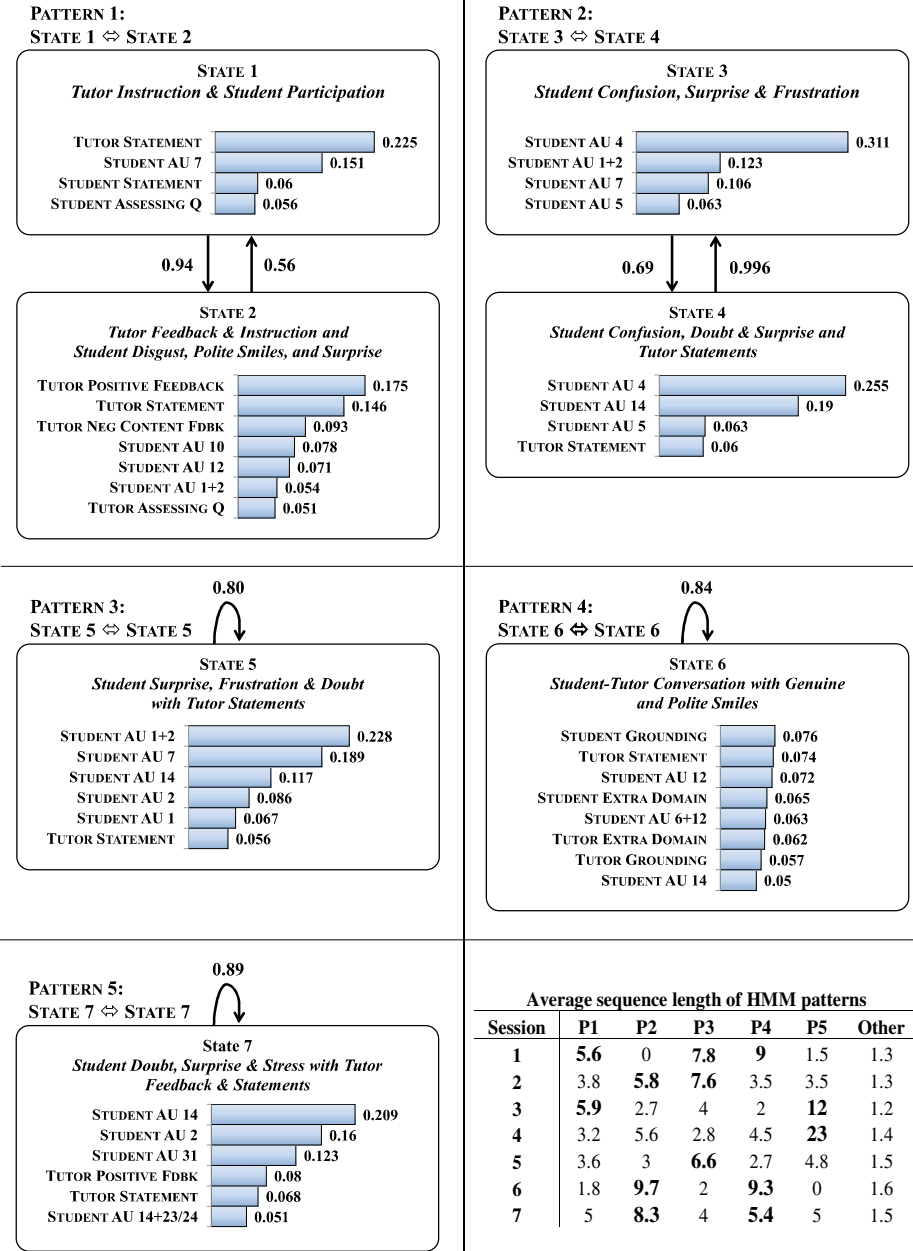 PATTERN 1:
STATE 1 ⇔ STATE 2
STATE 1
Tutor Instruction & Student Participation
TUTOR STATEMENT 0.225
STUDENT AU 7 0.151
STUDENT STATEMENT 0.06
STUDENT ASSESSING Q 0.056
0.94 0.56
STATE 2
Tutor Feedback & Instruction and
Student Disgust, Polite Smiles, and Surprise
TUTOR POSITIVE FEEDBACK 0.175
TUTOR STATEMENT 0.146
TUTOR NEG CONTENT FDBK 0.093
STUDENT AU 10 0.078
STUDENT AU 12 0.071
STUDENT AU 1+2 0.054
TUTOR ASSESSING Q 0.051
PATTERN 2:
STATE 3 ⇔ STATE 4
STATE 3
Student Confusion, Surprise & Frustration
STUDENT AU 4 0.311
STUDENT AU 1+2 0.123
STUDENT AU 7 0.106
STUDENT AU 5 0.063
0.69 0.996
STATE 4
Student Confusion, Doubt & Surprise and
Tutor Statements
STUDENT AU 4 0.255
STUDENT AU 14 0.19
STUDENT AU 5 0.063
TUTOR STATEMENT 0.06
0.80
PATTERN 3:
STATE 5 ⇔ STATE 5
STATE 5
Student Surprise, Frustration & Doubt
with Tutor Statements
STUDENT AU 1+2 0.228
STUDENT AU 7 0.189
STUDENT AU 14 0.117
STUDENT AU 2 0.086
STUDENT AU 1 0.067
TUTOR STATEMENT 0.056
0.84
PATTERN 4:
STATE 6 ⇔ STATE 6
STATE 6
Student-Tutor Conversation with Genuine
and Polite Smiles
STUDENT GROUNDING 0.076
TUTOR STATEMENT 0.074
STUDENT AU 12 0.072
STUDENT EXTRA DOMAIN 0.065
STUDENT AU 6+12 0.063
TUTOR EXTRA DOMAIN 0.062
TUTOR GROUNDING 0.057
STUDENT AU 14 0.05
0.89
PATTERN 5:
STATE 7 ⇔ STATE 7
State 7
Student Doubt, Surprise & Stress with Tutor
Feedback & Statements
STUDENT AU 14 0.209
STUDENT AU 2 0.16
STUDENT AU 31 0.123
TUTOR POSITIVE FDBK 0.08
TUTOR STATEMENT 0.068
STUDENT AU 14+23/24 0.051
Average sequence length of HMM patterns
Session P1 P2 P3 P4 P5 Other
1 5.6 0 7.8 9 1.5 1.3
2 3.8 5.8 7.6 3.5 3.5 1.3
3 5.9 2.7 4 2 12 1.2
4 3.2 5.6 2.8 4.5 23 1.4
5 3.6 3 6.6 2.7 4.8 1.5
6 1.8 9.7 2 9.3 0 1.6
7 5 8.3 4 5.4 5 1.5